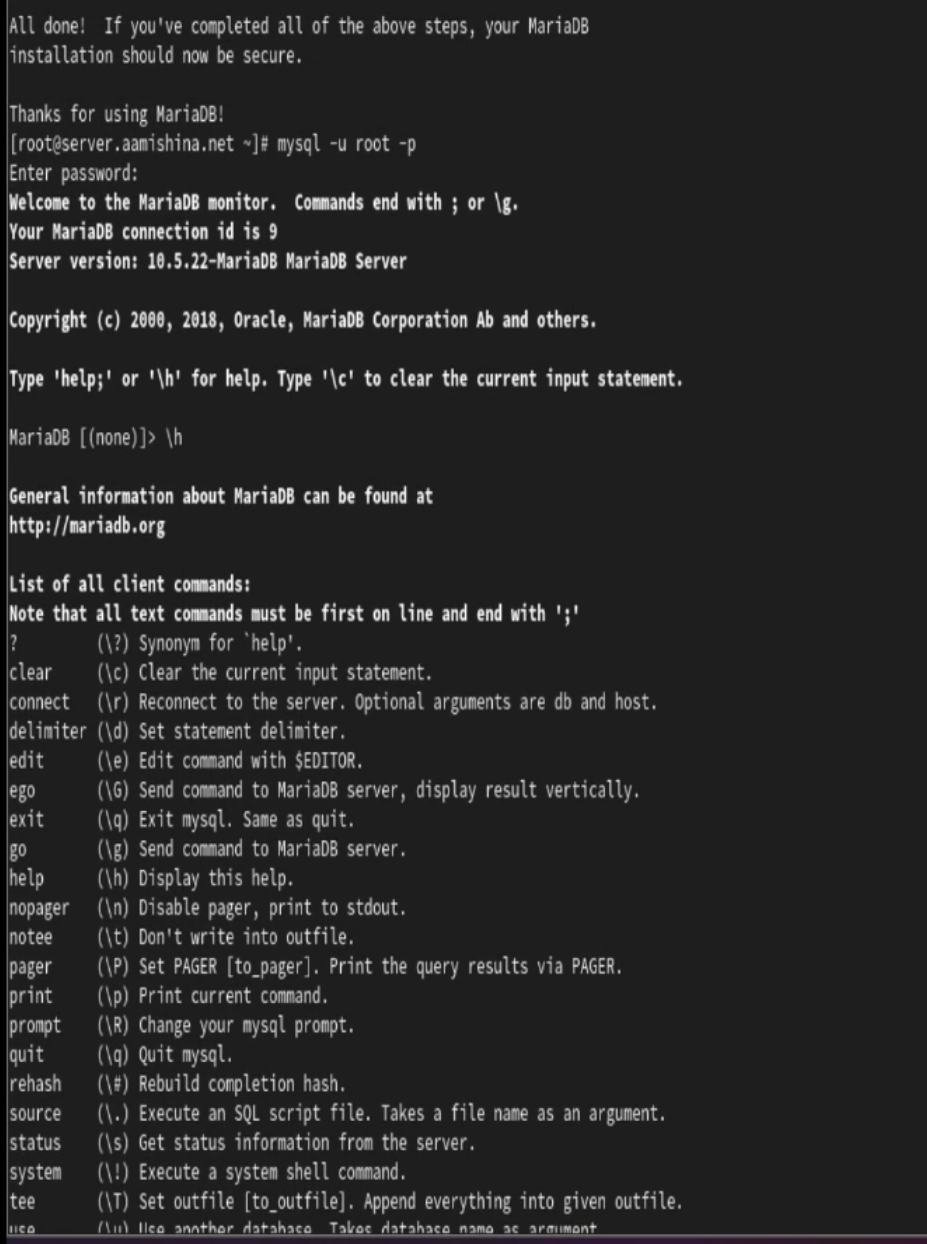 All done!  If you've completed all of the above steps, your MariaDB
installation should now be secure.

Thanks for using MariaDB!
[root@server.aamishina.net ~]# mysql -u root -p
Enter password:
Welcome to the MariaDB monitor.  Commands end with ; or \g.
Your MariaDB connection id is 9
Server version: 10.5.22-MariaDB MariaDB Server

Copyright (c) 2000, 2018, Oracle, MariaDB Corporation Ab and others.

Type 'help;' or '\h' for help. Type '\c' to clear the current input statement.

MariaDB [(none)]> \h

General information about MariaDB can be found at
http://mariadb.org

List of all client commands:
Note that all text commands must be first on line and end with ';'
?         (\?) Synonym for `help'.
clear     (\c) Clear the current input statement.
connect   (\r) Reconnect to the server. Optional arguments are db and host.
delimiter (\d) Set statement delimiter.
edit      (\e) Edit command with $EDITOR.
ego       (\G) Send command to MariaDB server, display result vertically.
exit      (\q) Exit mysql. Same as quit.
go        (\g) Send command to MariaDB server.
help      (\h) Display this help.
nopager   (\n) Disable pager, print to stdout.
notee     (\t) Don't write into outfile.
pager     (\P) Set PAGER [to_pager]. Print the query results via PAGER.
print     (\p) Print current command.
prompt    (\R) Change your mysql prompt.
quit      (\q) Quit mysql.
rehash    (\#) Rebuild completion hash.
source    (\.) Execute an SQL script file. Takes a file name as an argument.
status    (\s) Get status information from the server.
system    (\!) Execute a system shell command.
tee       (\T) Set outfile [to_outfile]. Append everything into given outfile.
use       (\u) Use another database. Takes database name as argument